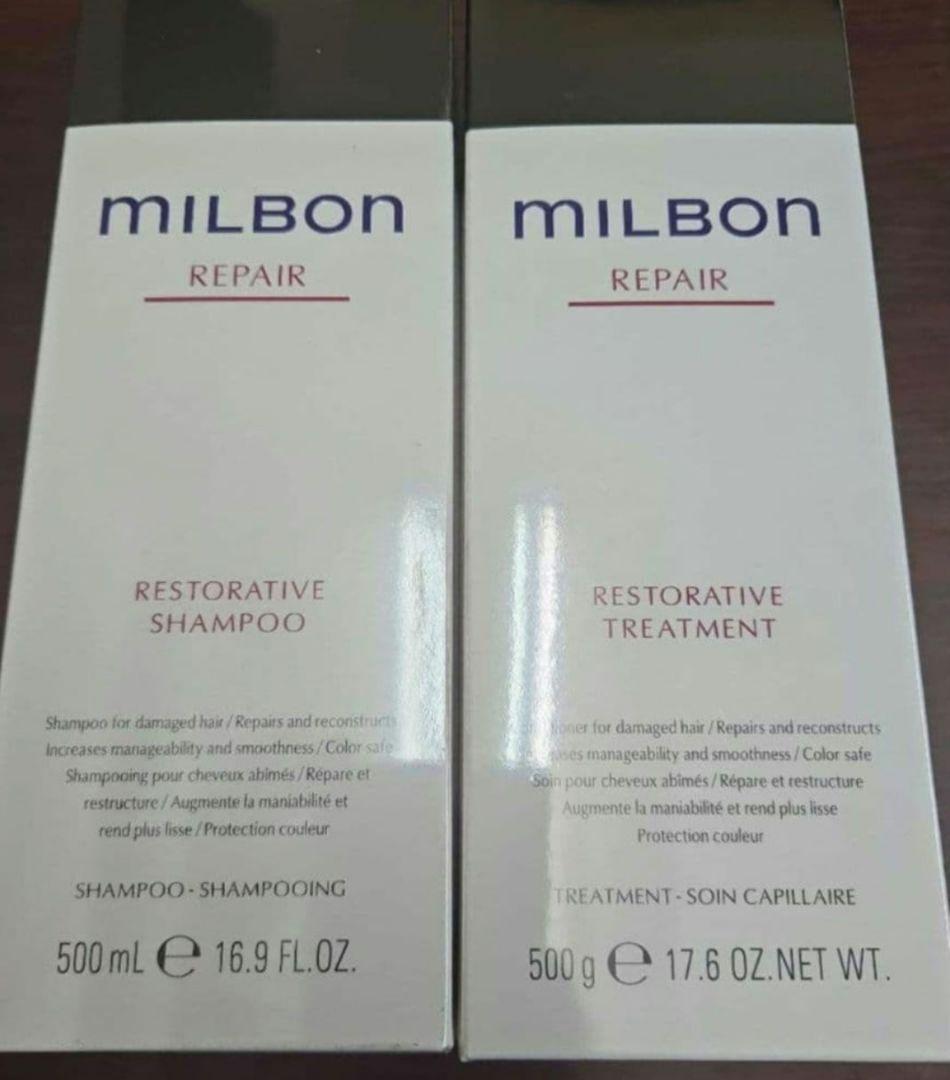 MILBON
REPAIR
RESTORATIVE
SHAMPOO
Shampoo for damaged hair / Repairs and reconstructs
Increases manageability and smoothness / Color safe
Shampooing pour cheveux abîmés / Répare et
restructure / Augmente la maniabilité et
rend plus lisse / Protection couleur
SHAMPOO - SHAMPOOING
500 mL ℮ 16.9 FL.OZ.
MILBON
REPAIR
RESTORATIVE
TREATMENT
for damaged hair / Repairs and reconstructs
manageability and smoothness / Color safe
Soin pour cheveux abîmés / Répare et restructure
Augmente la maniabilité et rend plus lisse
Protection couleur
TREATMENT - SOIN CAPILLAIRE
500 g ℮ 17.6 OZ.NET WT.